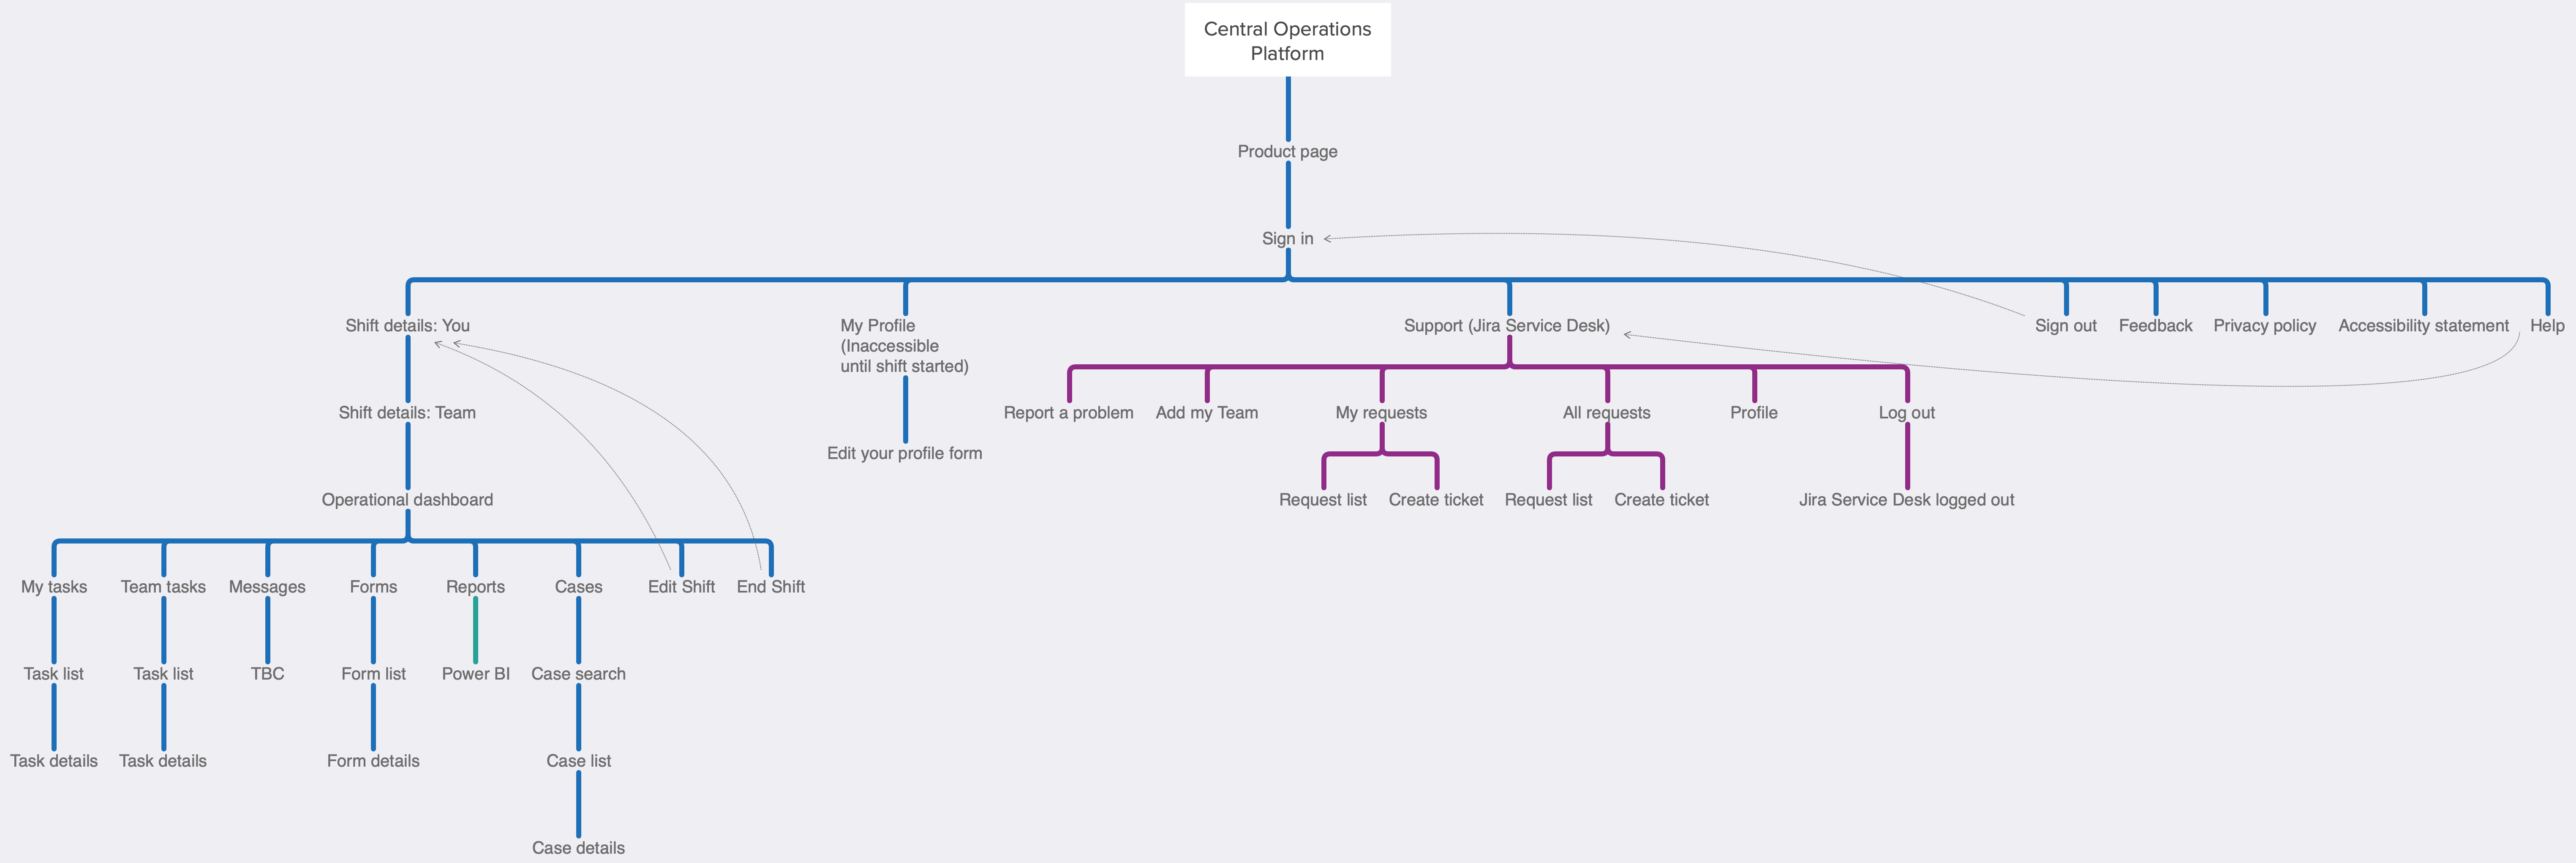 Central Operations
Platform
Product page
Sign in
Shift details: You
My Profile
(Inaccessible
until shift started)
Support (Jira Service Desk)
Sign out
Feedback
Privacy policy
Accessibility statement
Help
Shift details: Team
Report a problem
Add my Team
My requests
All requests
Profile
Log out
Edit your profile form
Operational dashboard
Request list
Create ticket
Request list
Create ticket
Jira Service Desk logged out
My tasks
Team tasks
Messages
Forms
Reports
Cases
Edit Shift
End Shift
Task list
Task list
TBC
Form list
Power BI
Case search
Task details
Task details
Form details
Case list
Case details